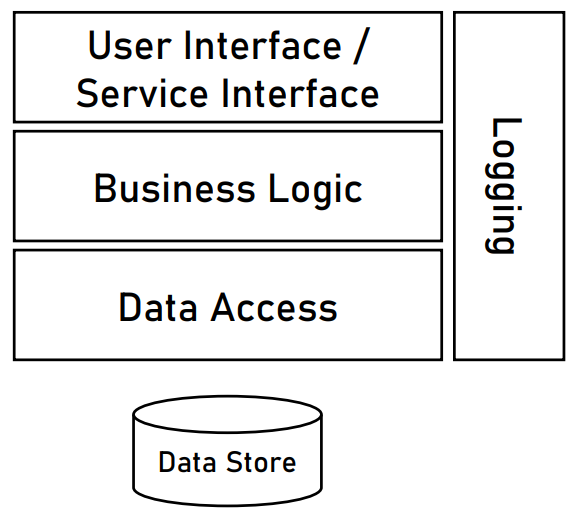 User Interface /
Service Interface
Business Logic
Data Access
Logging
Data Store